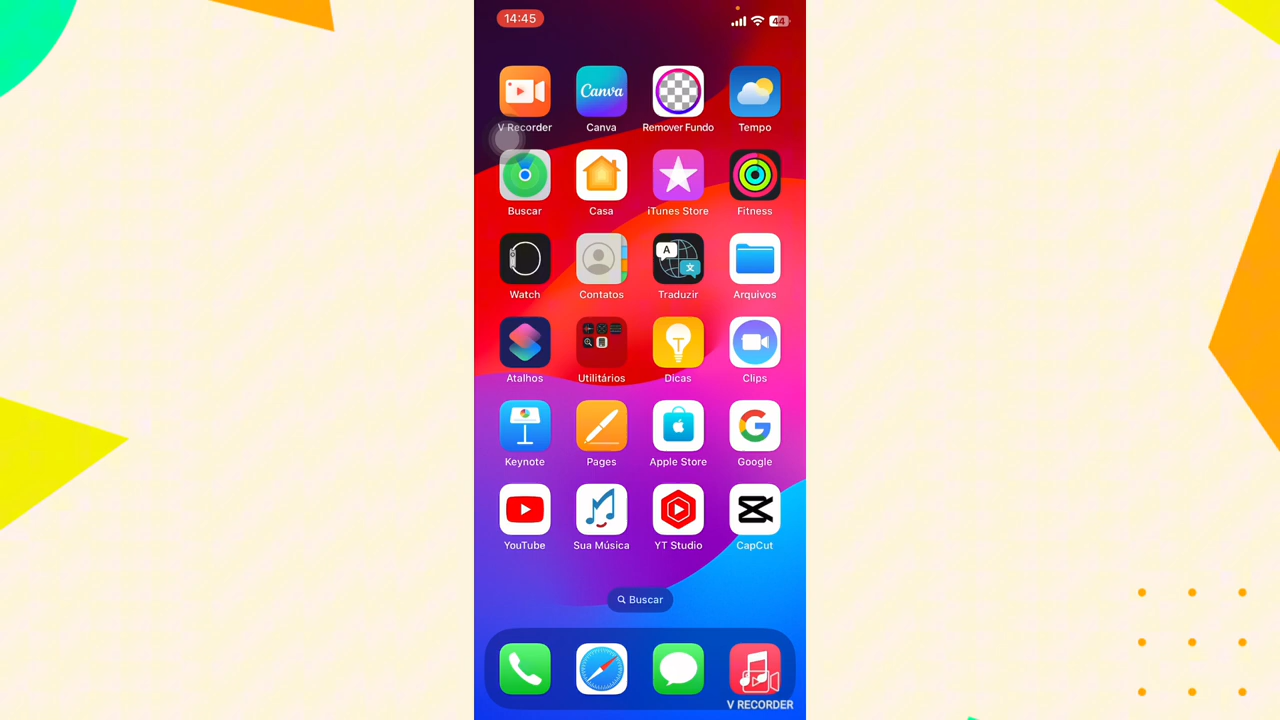 14:45
44
Canva
V Recorder
Canva
Remover Fundo
Tempo
Buscar
Casa
iTunes Store
Fitness
A
文
Watch
Contatos
Traduzir
Arquivos
Atalhos
Utilitários
Dicas
Clips
Keynote
Pages
Apple Store
Google
YouTube
Sua Música
YT Studio
CapCut
Buscar
V RECORDER